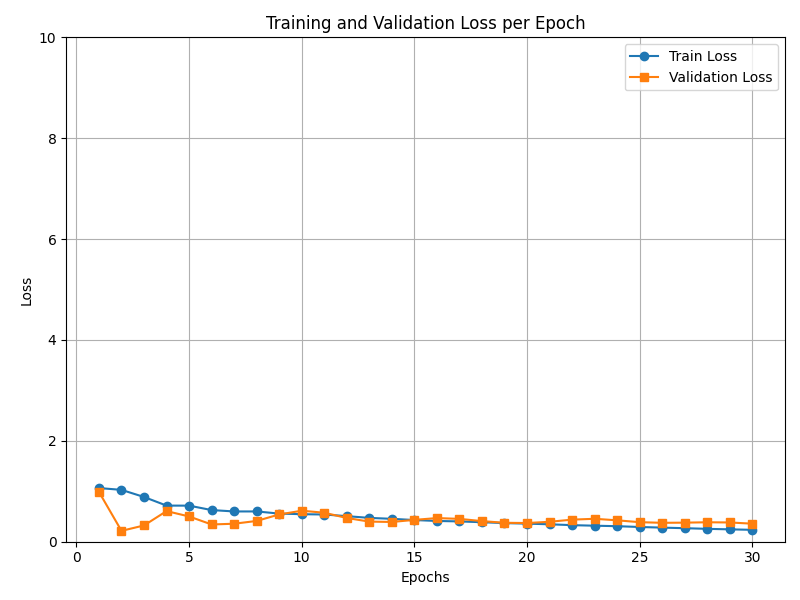 Training and Validation Loss per Epoch
Train Loss
Validation Loss
Loss
10
8
6
4
2
0
0 5 10 15 20 25 30
Epochs